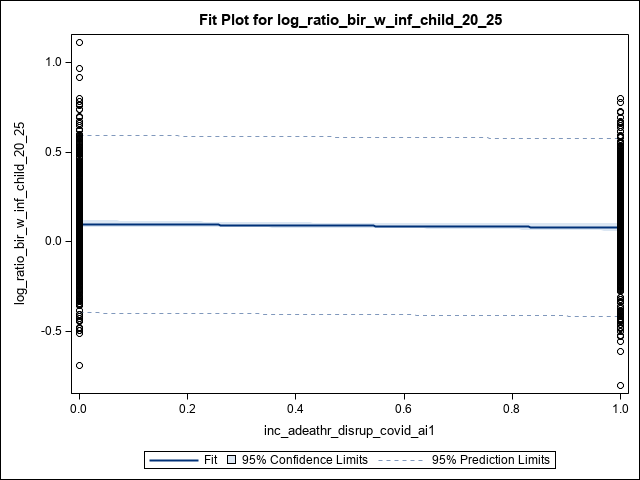 Fit Plot for log_ratio_bir_w_inf_child_20_25
log_ratio_bir_w_inf_child_20_25
1.0
0.5
0.0
-0.5
0.0 0.2 0.4 0.6 0.8 1.0
inc_adeathr_disrup_covid_ai1
Fit 95% Confidence Limits 95% Prediction Limits